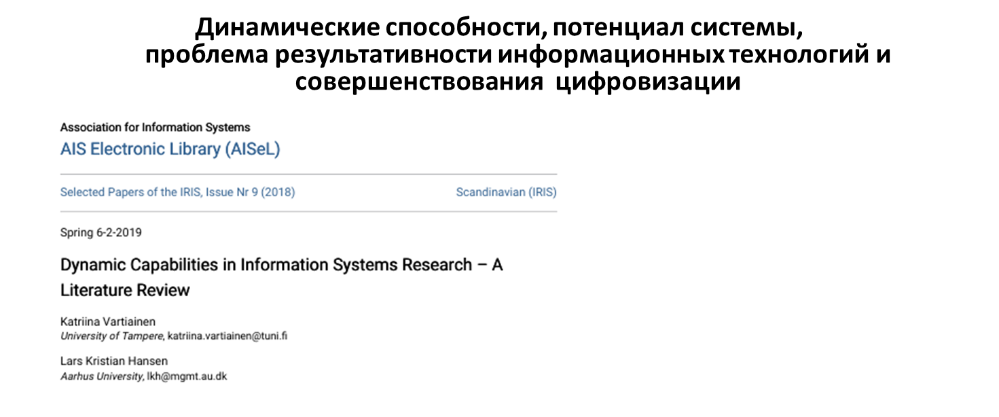 Динамические способности, потенциал системы,
проблема результативности информационных технологий и
совершенствования цифровизации
Association for Information Systems
AIS Electronic Library (AISeL)
Selected Papers of the IRIS, Issue Nr 9 (2018) Scandinavian (IRIS)
Spring 6-2-2019
Dynamic Capabilities in Information Systems Research – A
Literature Review
Katriina Vartiainen
University of Tampere, katriina.vartiainen@tuni.fi
Lars Kristian Hansen
Aarhus University, lkh@mgmt.au.dk